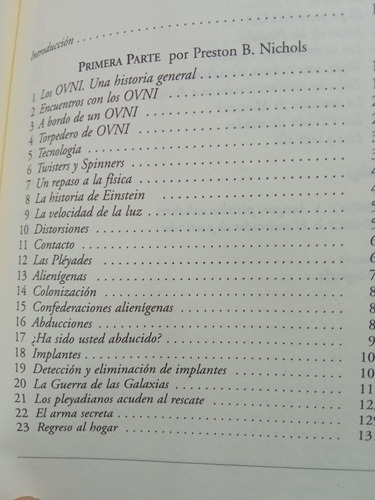 Introducción
PRIMERA PARTE por Preston B. Nichols
1 Los OVNI. Una historia general
2 Encuentros con los OVNI
3 A bordo de un OVNI
4 Torpedero de OVNI
5 Tecnología
6 Twisters y Spinners
7 Un repaso a la física
8 La historia de Einstein
9 La velocidad de la luz
10 Distorsiones
11 Contacto
12 Las Pléyades
13 Alienígenas
14 Colonización
15 Confederaciones alienígenas
16 Abducciones
17 ¿Ha sido usted abducido?
18 Implantes
19 Detección y eliminación de implantes
20 La Guerra de las Galaxias
21 Los pleyadianos acuden al rescate
22 El arma secreta
23 Regreso al hogar